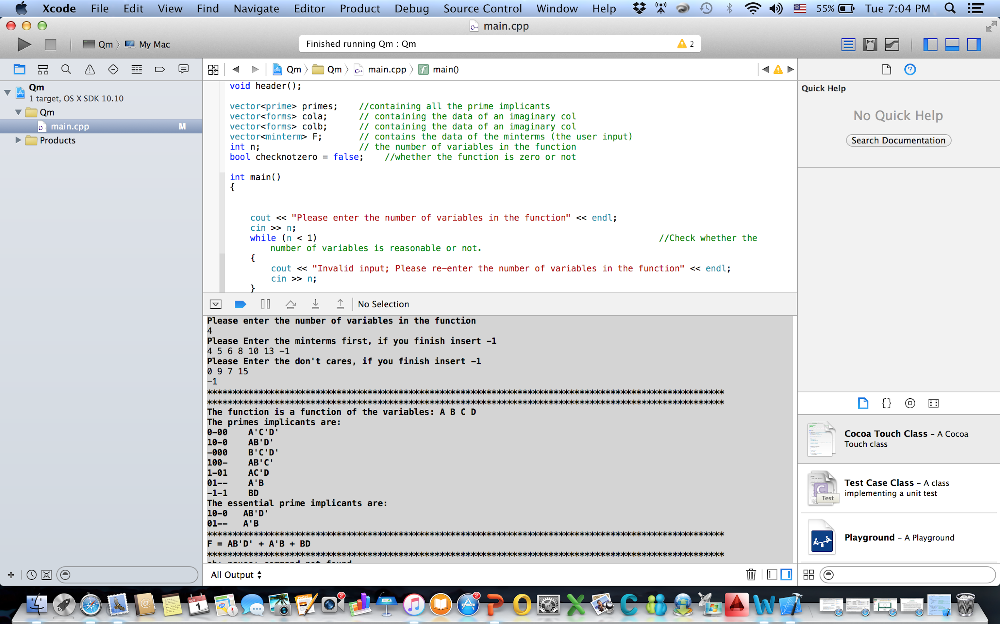 Xcode File Edit View Find Navigate Editor Product Debug Source Control Window Help 55% Tue 7:04 PM
main.cpp
Qm My Mac
Finished running Qm : Qm 2
Qm Qm main.cpp main()
Qm
1 target, OS X SDK 10.10
Qm
main.cpp M
Products
void header();
vector<prime> primes; //containing all the prime implicants
vector<forms> cola; // containing the data of an imaginary col
vector<forms> colb; // containing the data of an imaginary col
vector<minterm> F; // contains the data of the minterms (the user input)
int n; // the number of variables in the function
bool checknotzero = false; //whether the function is zero or not
int main()
{
cout << "Please enter the number of variables in the function" << endl;
cin >> n;
while (n < 1) //Check whether the
number of variables is reasonable or not.
{
cout << "Invalid input; Please re-enter the number of variables in the function" << endl;
cin >> n;
}
No Selection
Please enter the number of variables in the function
4
Please Enter the minterms first, if you finish insert -1
4 5 6 8 10 13 -1
Please Enter the don't cares, if you finish insert -1
0 9 7 15
-1
****************************************************************************************************
****************************************************************************************************
The function is a function of the variables: A B C D
The primes implicants are:
0-00 A'C'D'
10-0 AB'D'
-000 B'C'D'
100- AB'C'
1-01 AC'D
01-- A'B
-1-1 BD
The essential prime implicants are:
10-0 AB'D'
01-- A'B
****************************************************************************************************
F = AB'D' + A'B + BD
****************************************************************************************************
sh: pause: command not found
All Output
Quick Help
No Quick Help
Search Documentation
Cocoa Touch Class – A Cocoa
Touch class
Test Case Class – A class
implementing a unit test
C
Test
Playground – A Playground
NOV
1
PAGES
2
2